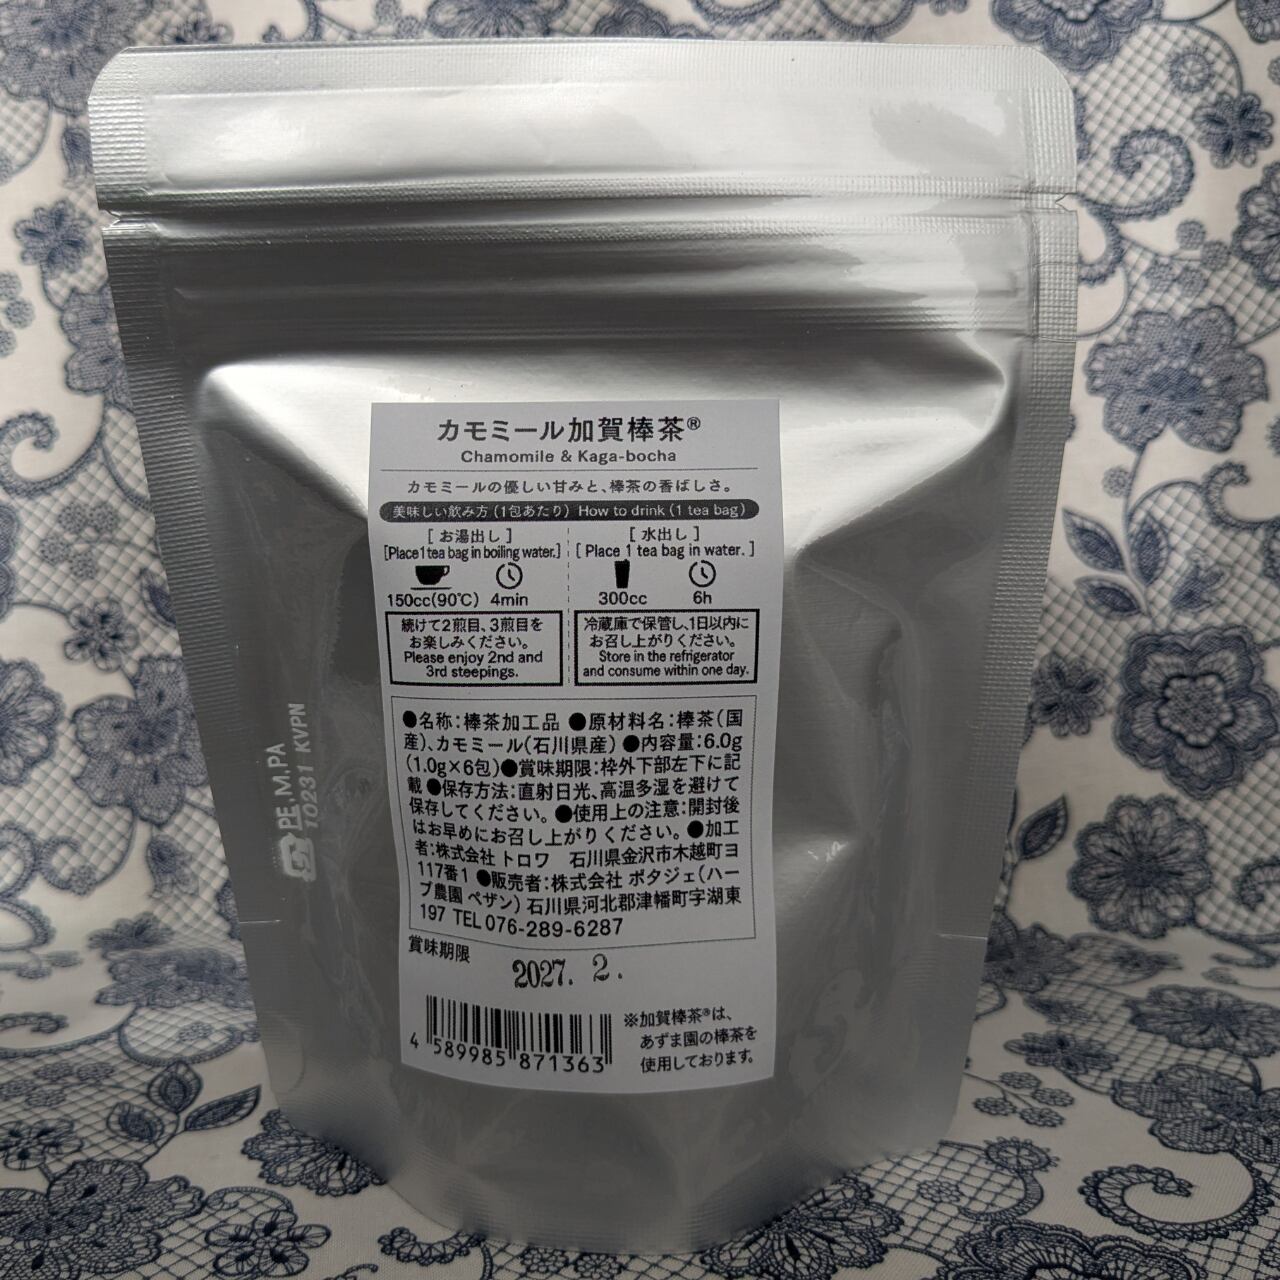 カモミール加賀棒茶®
Chamomile & Kaga-bocha
カモミールの優しい甘みと、棒茶の香ばしさ。
美味しい飲み方(1包あたり) How to drink (1 tea bag)
[お湯出し]
[Place 1 tea bag in boiling water.]
150cc(90℃) 4min
続けて2煎目、3煎目を
お楽しみください。
Please enjoy 2nd and
3rd steepings.
[水出し]
[Place 1 tea bag in water.]
300cc 6h
冷蔵庫で保管し、1日以内に
お召し上がりください。
Store in the refrigerator
and consume within one day.
●名称:棒茶加工品 ●原材料名:棒茶(国
産)、カモミール(石川県産) ●内容量:6.0g
(1.0g×6包)●賞味期限:枠外下部左下に記
載 ●保存方法:直射日光、高温多湿を避けて
保存してください。●使用上の注意:開封後
はお早めにお召し上がりください。●加工
者:株式会社 トロワ 石川県金沢市木越町ヨ
117番1 ●販売者:株式会社 ポタジェ(ハー
ブ農園 ペザン) 石川県河北郡津幡町字湖東
197 TEL 076-289-6287
賞味期限
2027. 2.
4 589985 871363
※加賀棒茶®は、
あずま園の棒茶を
使用しております。
プラ PE, M, PA
10231 KVPN